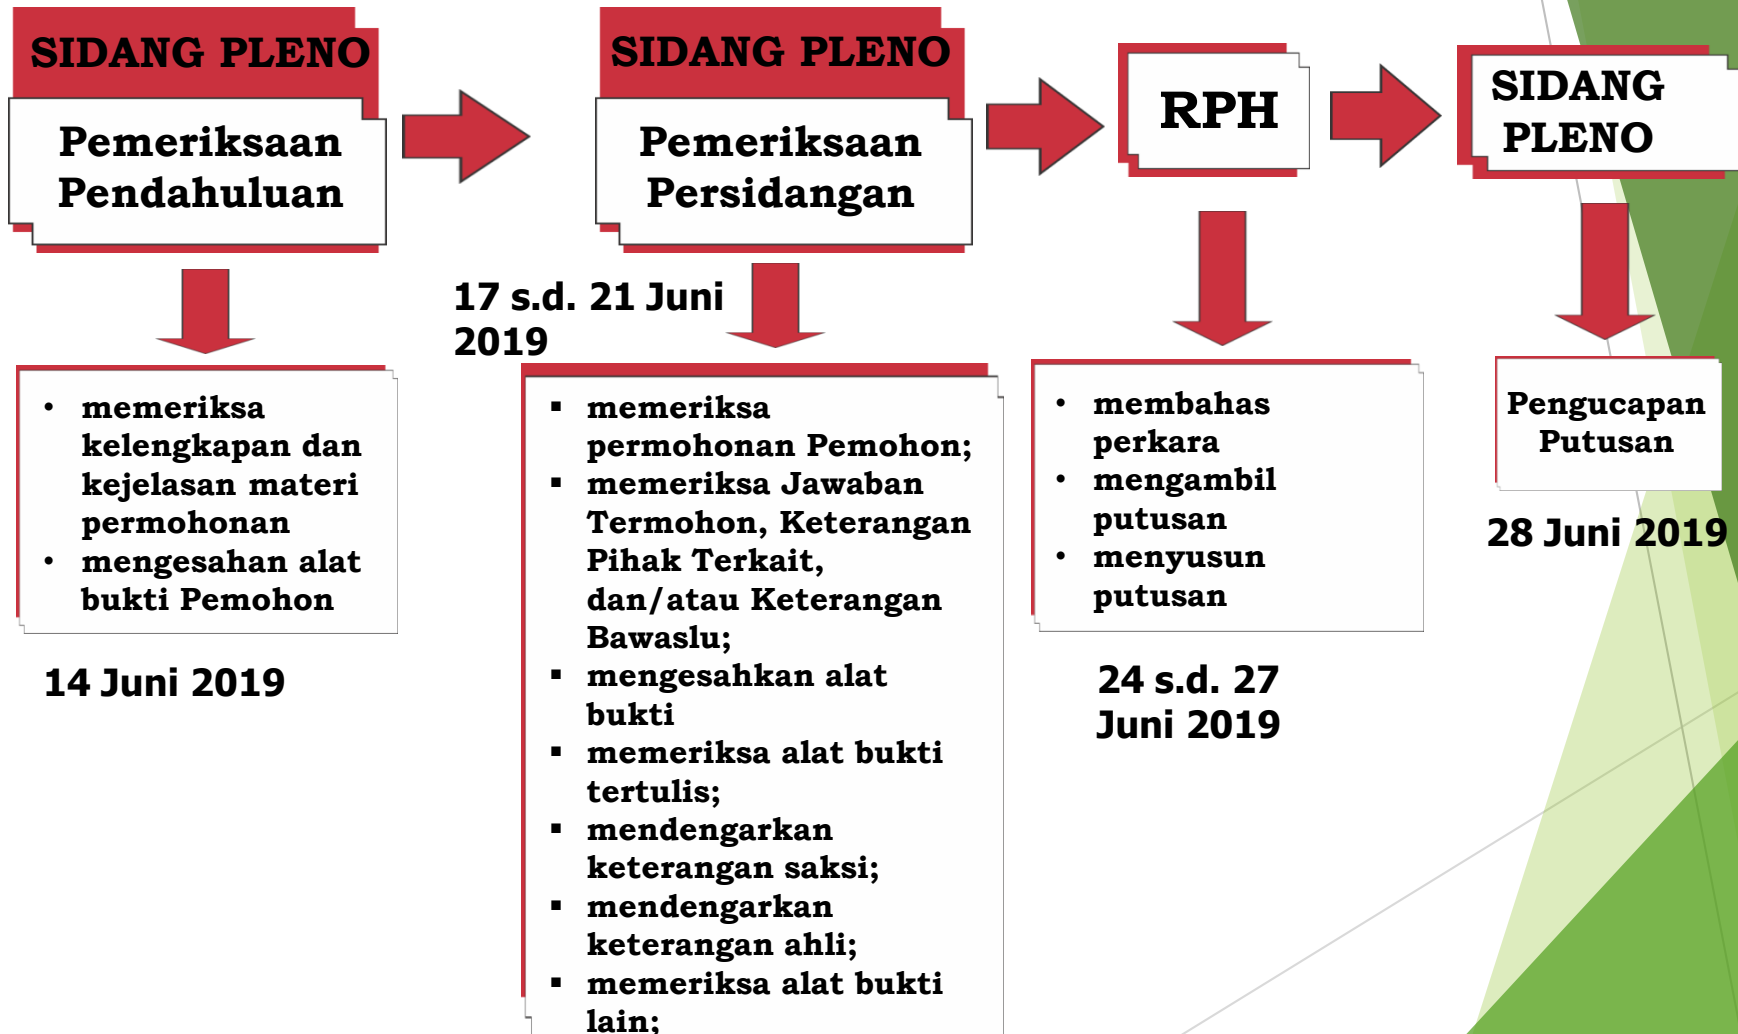 SIDANG PLENO
Pemeriksaan
Pendahuluan
• memeriksa
kelengkapan dan
kejelasan materi
permohonan
• mengesahan alat
bukti Pemohon
14 Juni 2019
SIDANG PLENO
Pemeriksaan
Persidangan
17 s.d. 21 Juni
2019
▪ memeriksa
permohonan Pemohon;
▪ memeriksa Jawaban
Termohon, Keterangan
Pihak Terkait,
dan/atau Keterangan
Bawaslu;
▪ mengesahkan alat
bukti
▪ memeriksa alat bukti
tertulis;
▪ mendengarkan
keterangan saksi;
▪ mendengarkan
keterangan ahli;
▪ memeriksa alat bukti
lain;
RPH
• membahas
perkara
• mengambil
putusan
• menyusun
putusan
24 s.d. 27
Juni 2019
SIDANG
PLENO
Pengucapan
Putusan
28 Juni 2019